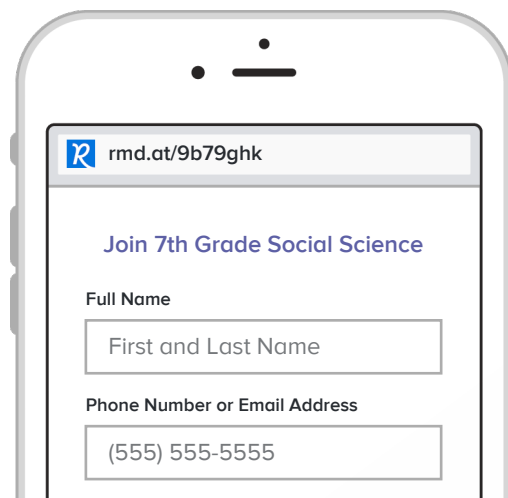 R rmd.at/9b79ghk
Join 7th Grade Social Science
Full Name
First and Last Name
Phone Number or Email Address
(555) 555-5555